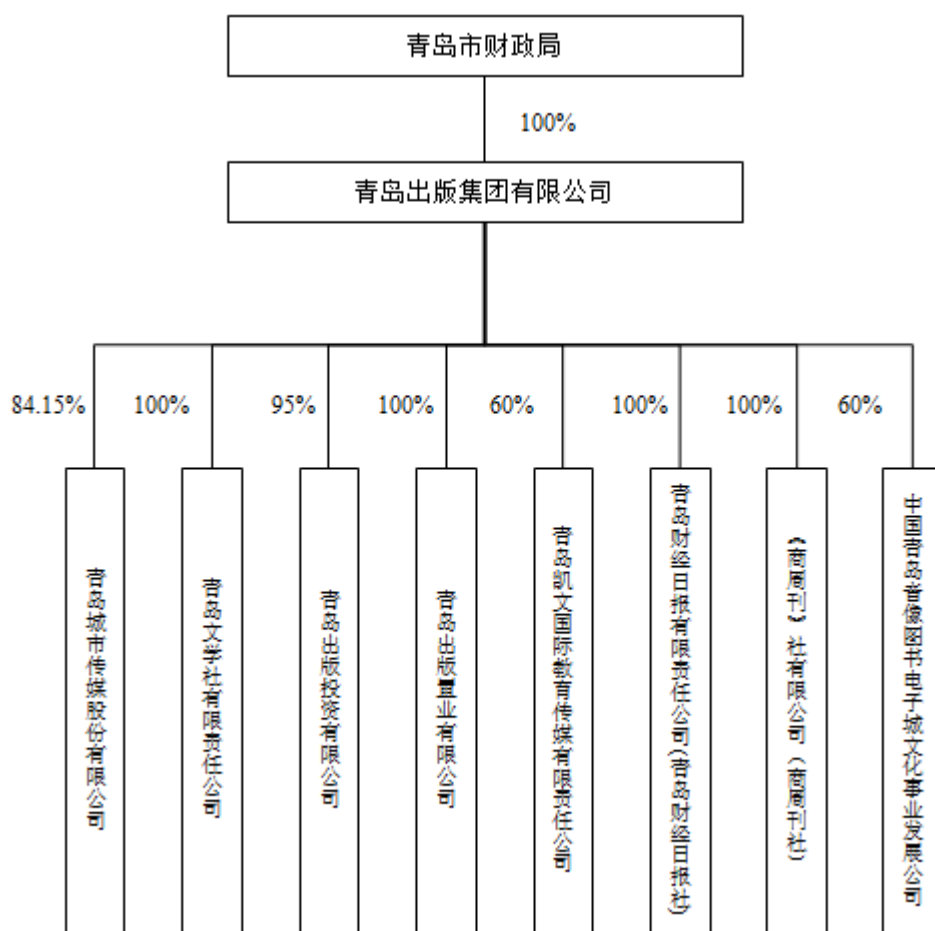 青岛市财政局
100%
青岛出版集团有限公司
84.15%
100%
95%
100%
60%
100%
100%
60%
青岛城市传媒股份有限公司
青岛文学社有限责任公司
青岛出版投资有限公司
青岛出版置业有限公司
青岛凯文国际教育传媒有限责任公司
青岛财经日报有限责任公司(青岛财经日报社)
《商周刊》社有限公司（商周刊社）
中国青岛音像图书电子城文化事业发展公司